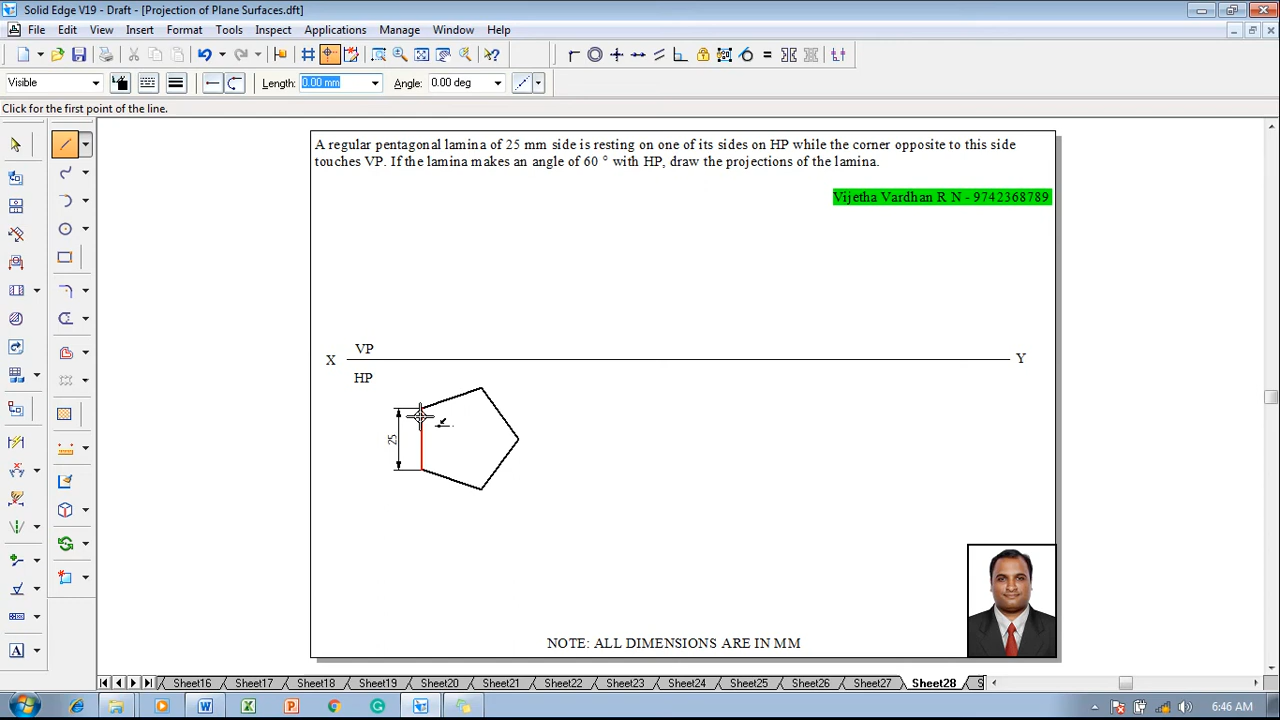 Solid Edge V19 - Draft - [Projection of Plane Surfaces.dft]
File Edit View Insert Format Tools Inspect Applications Manage Window Help
Visible Length: 0.00 mm Angle: 0.00 deg
Click for the first point of the line.
A regular pentagonal lamina of 25 mm side is resting on one of its sides on HP while the corner opposite to this side
touches VP. If the lamina makes an angle of 60 ° with HP, draw the projections of the lamina.
Vijetha Vardhan R N - 9742368789
VP
X Y
HP
25
NOTE: ALL DIMENSIONS ARE IN MM
Sheet16 Sheet17 Sheet18 Sheet19 Sheet20 Sheet21 Sheet22 Sheet23 Sheet24 Sheet25 Sheet26 Sheet27 Sheet28 S
6:46 AM